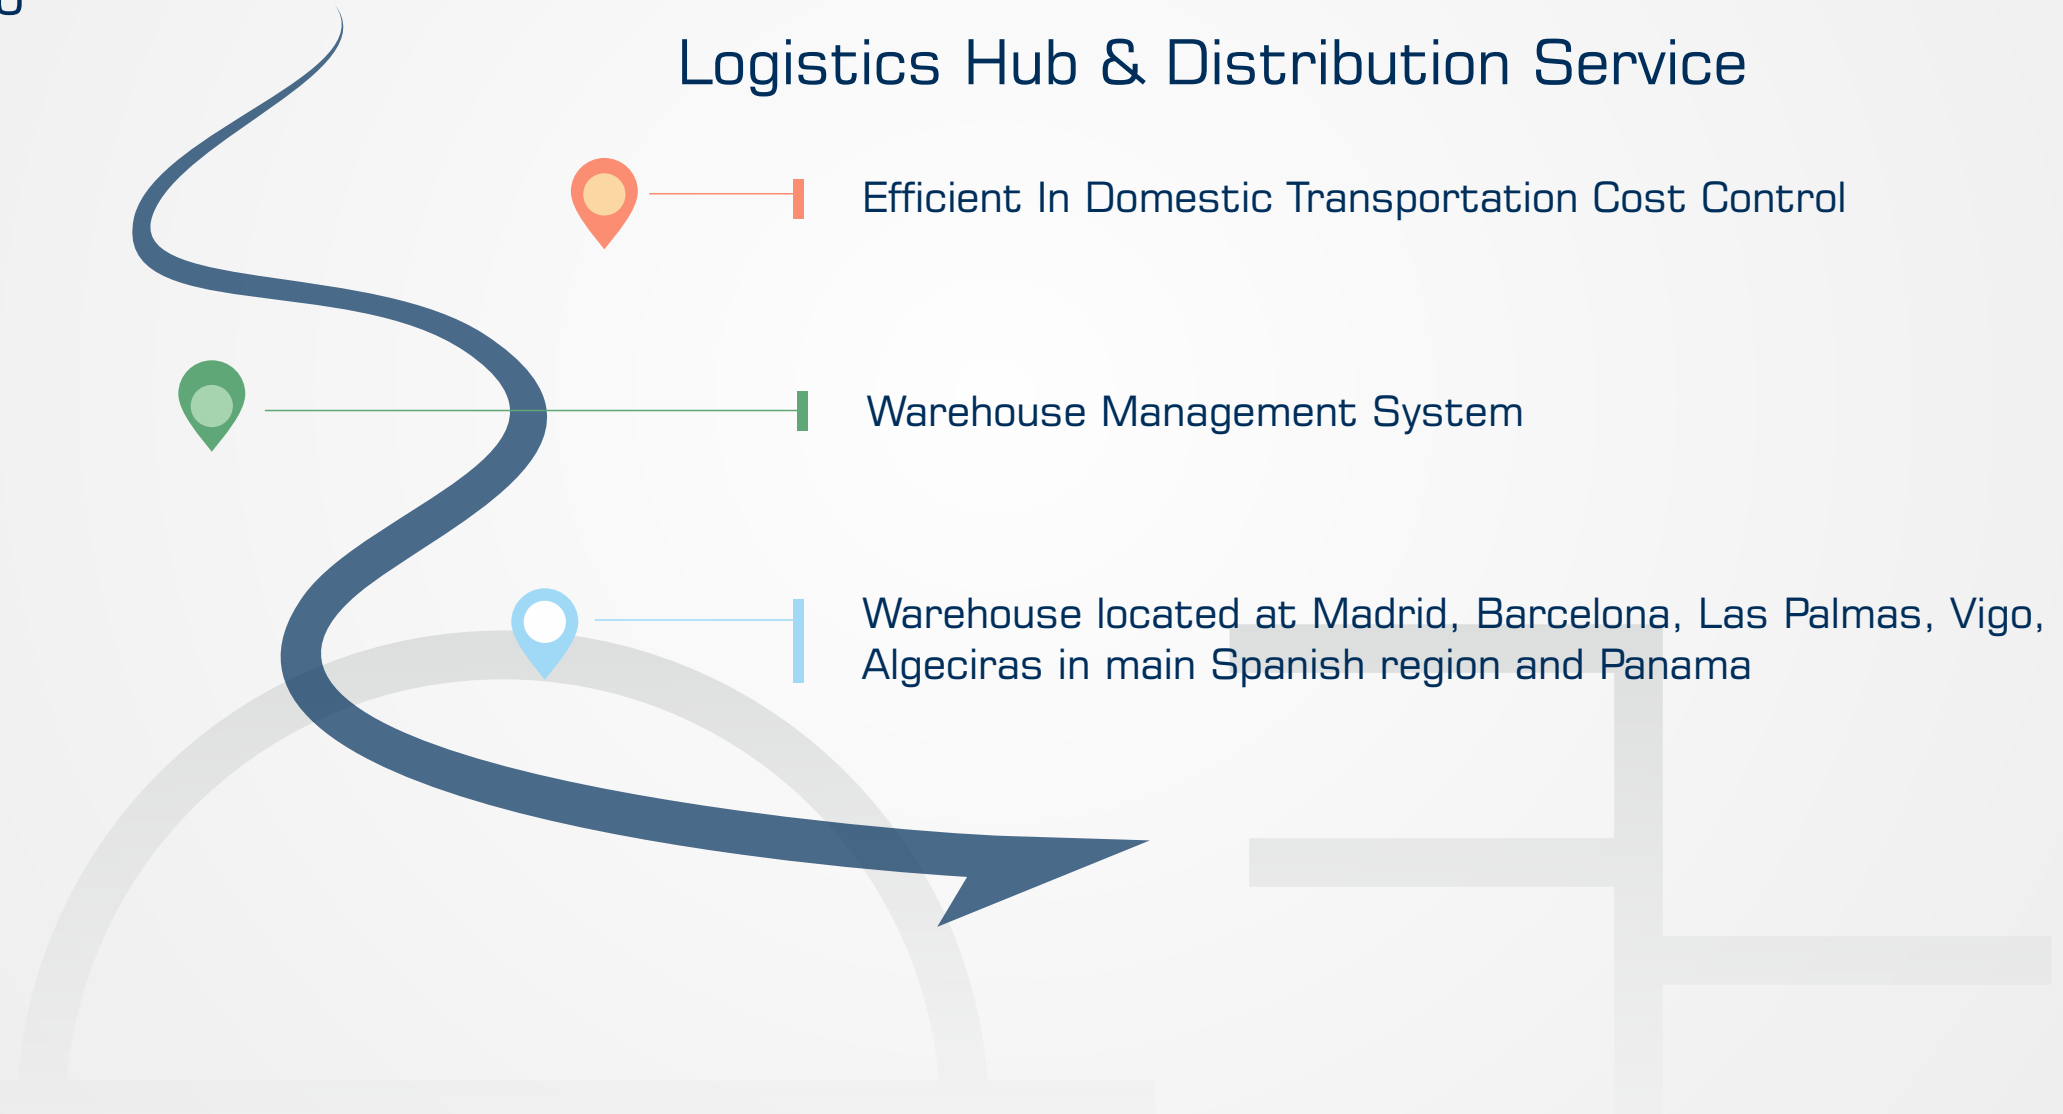 Logistics Hub & Distribution Service
Efficient In Domestic Transportation Cost Control
Warehouse Management System
Warehouse located at Madrid, Barcelona, Las Palmas, Vigo,
Algeciras in main Spanish region and Panama